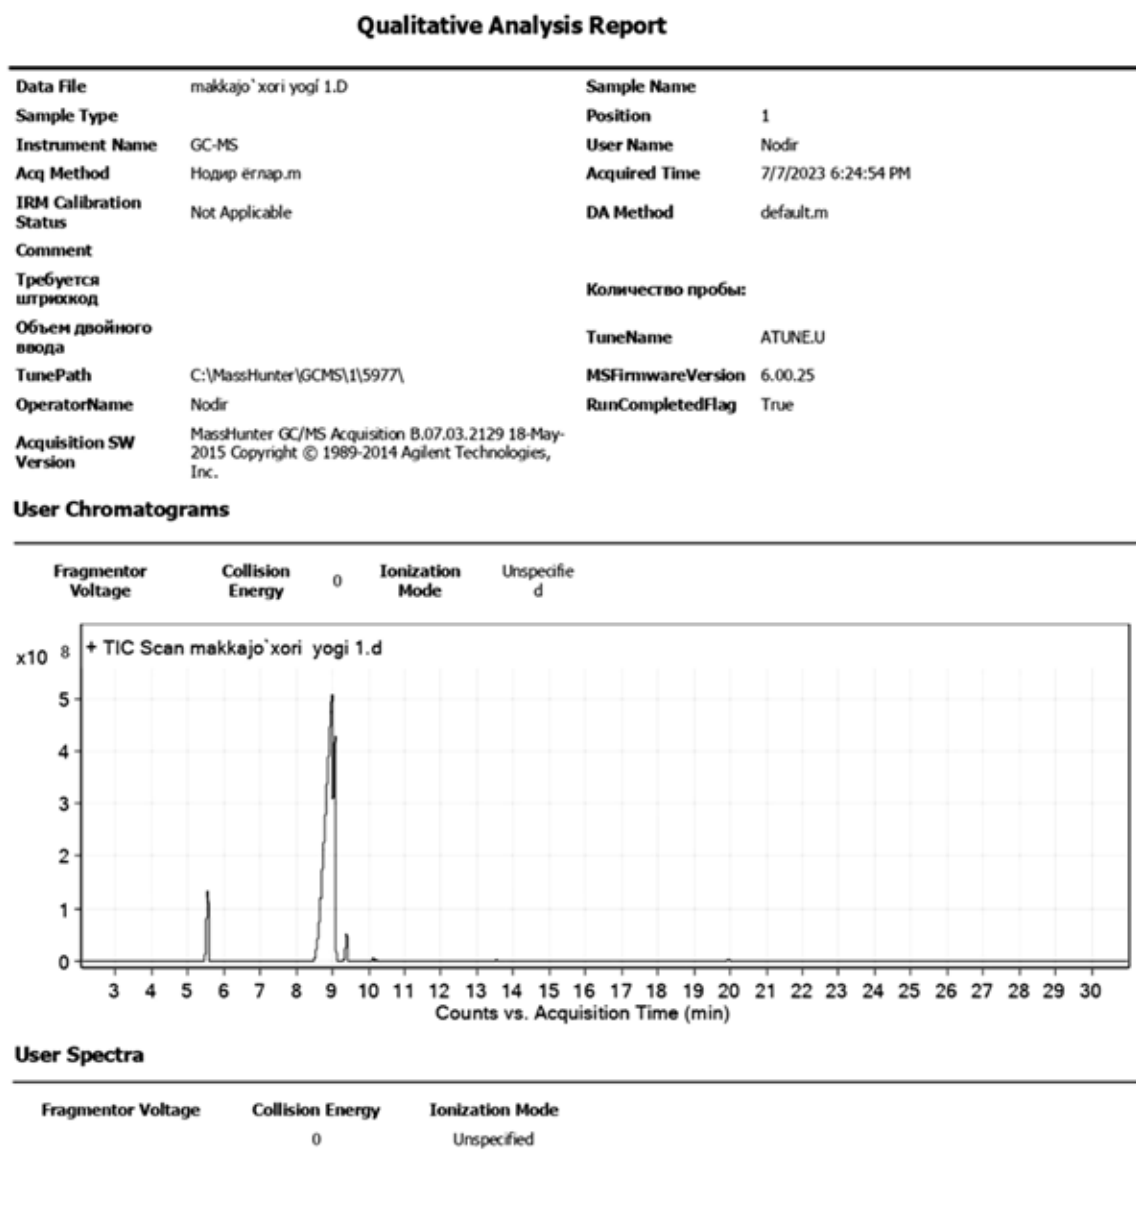 Qualitative Analysis Report
Data File makkajo`xori yogi 1.D Sample Name
Sample Type Position 1
Instrument Name GC-MS User Name Nodir
Acq Method Нодир ёглар.m Acquired Time 7/7/2023 6:24:54 PM
IRM Calibration
Status Not Applicable DA Method default.m
Comment
Требуется
штрихкод Количество пробы:
Объем двойного
ввода TuneName ATUNE.U
TunePath C:\MassHunter\GCMS\1\5977\ MSFirmwareVersion 6.00.25
OperatorName Nodir RunCompletedFlag True
Acquisition SW
Version MassHunter GC/MS Acquisition B.07.03.2129 18-May-
2015 Copyright © 1989-2014 Agilent Technologies,
Inc.
User Chromatograms
Fragmentor
Voltage Collision
Energy 0 Ionization
Mode Unspecifie
d
x10 8 + TIC Scan makkajo`xori yogi 1.d
5
4
3
2
1
0
3 4 5 6 7 8 9 10 11 12 13 14 15 16 17 18 19 20 21 22 23 24 25 26 27 28 29 30
Counts vs. Acquisition Time (min)
User Spectra
Fragmentor Voltage Collision Energy Ionization Mode
0 Unspecified